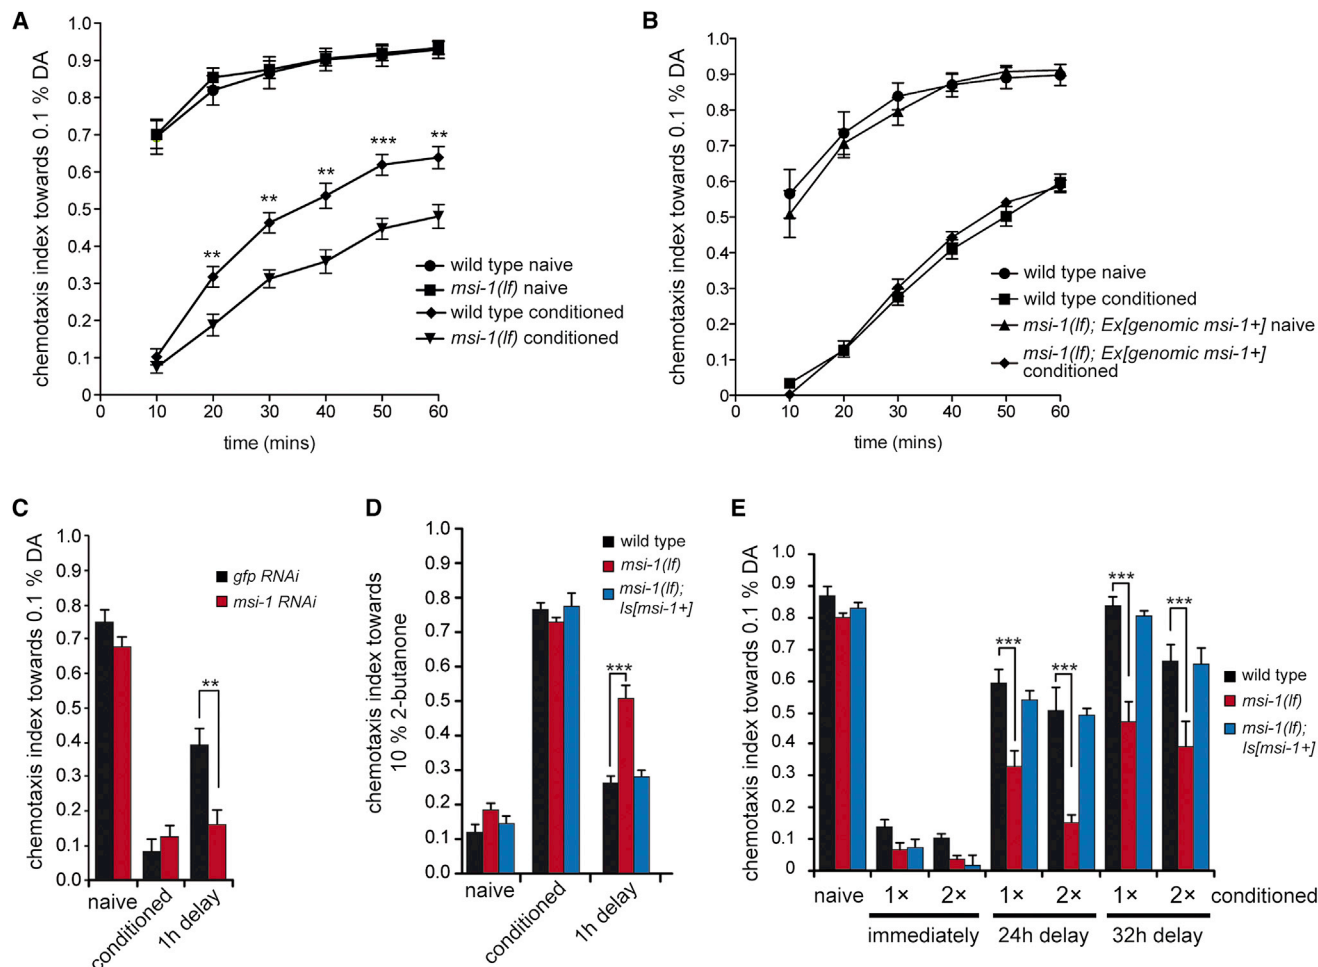 A
chemotaxis index towards 0.1 % DA
1.0
0.9
0.8
0.7
0.6
0.5
0.4
0.3
0.2
0.1
0
** ** ** *** **
wild type naive
msi-1(lf) naive
wild type conditioned
msi-1(lf) conditioned
0 10 20 30 40 50 60
time (mins)
B
chemotaxis index towards 0.1 % DA
1.0
0.9
0.8
0.7
0.6
0.5
0.4
0.3
0.2
0.1
0
wild type naive
wild type conditioned
msi-1(lf); Ex[genomic msi-1+] naive
msi-1(lf); Ex[genomic msi-1+]
conditioned
0 10 20 30 40 50 60
time (mins)
C
chemotaxis index towards 0.1 % DA
1.0
0.9
0.8
0.7
0.6
0.5
0.4
0.3
0.2
0.1
0.0
gfp RNAi
msi-1 RNAi
**
naive
conditioned
1h delay
D
chemotaxis index towards
10 % 2-butanone
1.0
0.9
0.8
0.7
0.6
0.5
0.4
0.3
0.2
0.1
0.0
wild type
msi-1(lf)
msi-1(lf);
Is[msi-1+]
***
naive
conditioned
1h delay
E
chemotaxis index towards 0.1 % DA
1.0
0.9
0.8
0.7
0.6
0.5
0.4
0.3
0.2
0.1
0
*** *** *** ***
wild type
msi-1(lf)
msi-1(lf);
Is[msi-1+]
naive 1× 2× 1× 2× 1× 2× conditioned
immediately 24h delay 32h delay